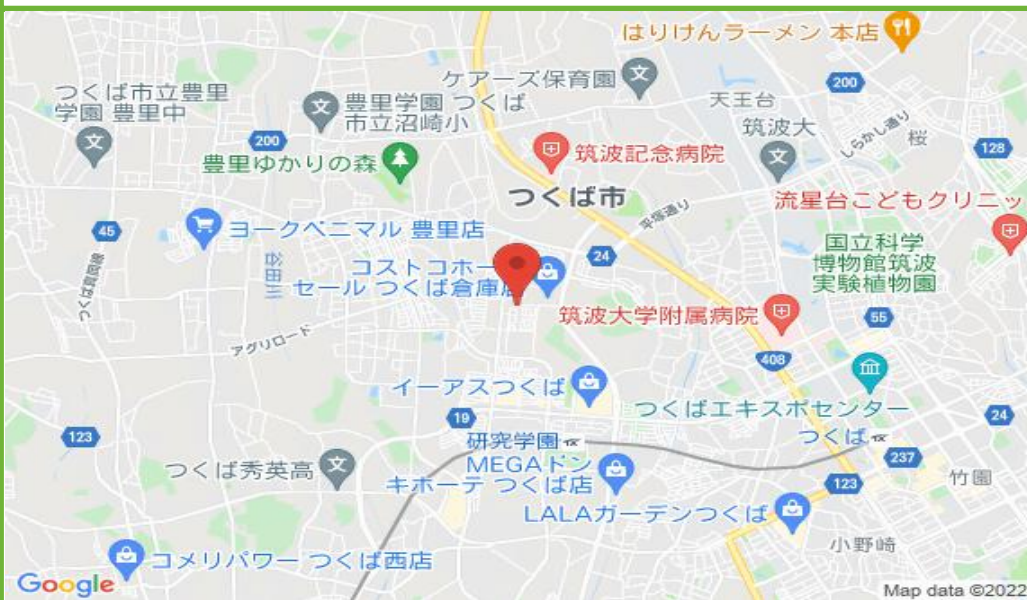 はりけんラーメン 本店
ケアーズ保育園
200
つくば市立豊里
学園 豊里中
豊里学園 つくば
市立沼崎小
天王台
筑波大
しらかし通り
桜
200
128
豊里ゆかりの森
筑波記念病院
つくば市
流星台こどもクリニッ
平塚通り
45
ヨークベニマル 豊里店
谷田川
24
国立科学
博物館筑波
実験植物園
コストコホー
セール つくば倉庫店
筑波大学附属病院
55
アグリロード
408
イーアスつくば
つくばエキスポセンター
19
24
123
研究学園
つくば
237
つくば秀英高
MEGAドン
キホーテ つくば店
竹園
123
LALAガーデンつくば
小野崎
コメリパワー つくば西店
Google
Map data ©2022